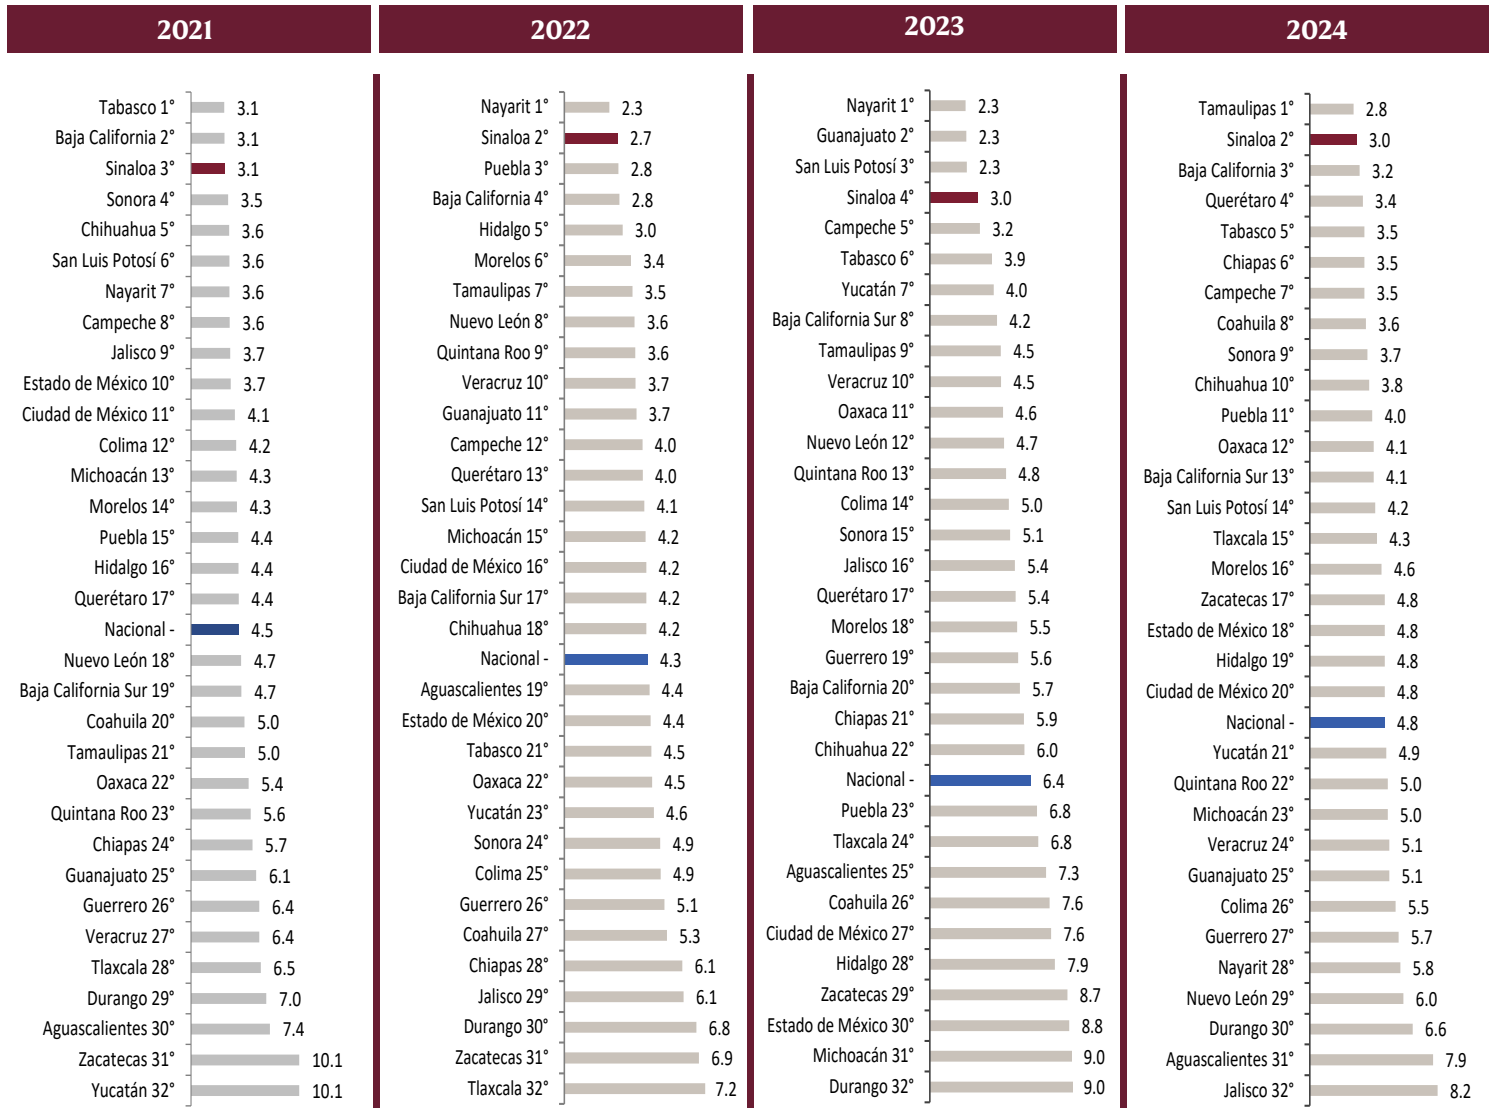 2021
Tabasco 1° 3.1
Baja California 2° 3.1
Sinaloa 3° 3.1
Sonora 4° 3.5
Chihuahua 5° 3.6
San Luis Potosí 6° 3.6
Nayarit 7° 3.6
Campeche 8° 3.6
Jalisco 9° 3.7
Estado de México 10° 3.7
Ciudad de México 11° 4.1
Colima 12° 4.2
Michoacán 13° 4.3
Morelos 14° 4.3
Puebla 15° 4.4
Hidalgo 16° 4.4
Querétaro 17° 4.4
Nacional - 4.5
Nuevo León 18° 4.7
Baja California Sur 19° 4.7
Coahuila 20° 5.0
Tamaulipas 21° 5.0
Oaxaca 22° 5.4
Quintana Roo 23° 5.6
Chiapas 24° 5.7
Guanajuato 25° 6.1
Guerrero 26° 6.4
Veracruz 27° 6.4
Tlaxcala 28° 6.5
Durango 29° 7.0
Aguascalientes 30° 7.4
Zacatecas 31° 10.1
Yucatán 32° 10.1
2022
Nayarit 1° 2.3
Sinaloa 2° 2.7
Puebla 3° 2.8
Baja California 4° 2.8
Hidalgo 5° 3.0
Morelos 6° 3.4
Tamaulipas 7° 3.5
Nuevo León 8° 3.6
Quintana Roo 9° 3.6
Veracruz 10° 3.7
Guanajuato 11° 3.7
Campeche 12° 4.0
Querétaro 13° 4.0
San Luis Potosí 14° 4.1
Michoacán 15° 4.2
Ciudad de México 16° 4.2
Baja California Sur 17° 4.2
Chihuahua 18° 4.2
Nacional - 4.3
Aguascalientes 19° 4.4
Estado de México 20° 4.4
Tabasco 21° 4.5
Oaxaca 22° 4.5
Yucatán 23° 4.6
Sonora 24° 4.9
Colima 25° 4.9
Guerrero 26° 5.1
Coahuila 27° 5.3
Chiapas 28° 6.1
Jalisco 29° 6.1
Durango 30° 6.8
Zacatecas 31° 6.9
Tlaxcala 32° 7.2
2023
Nayarit 1° 2.3
Guanajuato 2° 2.3
San Luis Potosí 3° 2.3
Sinaloa 4° 3.0
Campeche 5° 3.2
Tabasco 6° 3.9
Yucatán 7° 4.0
Baja California Sur 8° 4.2
Tamaulipas 9° 4.5
Veracruz 10° 4.5
Oaxaca 11° 4.6
Nuevo León 12° 4.7
Quintana Roo 13° 4.8
Colima 14° 5.0
Sonora 15° 5.1
Jalisco 16° 5.4
Querétaro 17° 5.4
Morelos 18° 5.5
Guerrero 19° 5.6
Baja California 20° 5.7
Chiapas 21° 5.9
Chihuahua 22° 6.0
Nacional - 6.4
Puebla 23° 6.8
Tlaxcala 24° 6.8
Aguascalientes 25° 7.3
Coahuila 26° 7.6
Ciudad de México 27° 7.6
Hidalgo 28° 7.9
Zacatecas 29° 8.7
Estado de México 30° 8.8
Michoacán 31° 9.0
Durango 32° 9.0
2024
Tamaulipas 1° 2.8
Sinaloa 2° 3.0
Baja California 3° 3.2
Querétaro 4° 3.4
Tabasco 5° 3.5
Chiapas 6° 3.5
Campeche 7° 3.5
Coahuila 8° 3.6
Sonora 9° 3.7
Chihuahua 10° 3.8
Puebla 11° 4.0
Oaxaca 12° 4.1
Baja California Sur 13° 4.1
San Luis Potosí 14° 4.2
Tlaxcala 15° 4.3
Morelos 16° 4.6
Zacatecas 17° 4.8
Estado de México 18° 4.8
Hidalgo 19° 4.8
Ciudad de México 20° 4.8
Nacional - 4.8
Yucatán 21° 4.9
Quintana Roo 22° 5.0
Michoacán 23° 5.0
Veracruz 24° 5.1
Guanajuato 25° 5.1
Colima 26° 5.5
Guerrero 27° 5.7
Nayarit 28° 5.8
Nuevo León 29° 6.0
Durango 30° 6.6
Aguascalientes 31° 7.9
Jalisco 32° 8.2